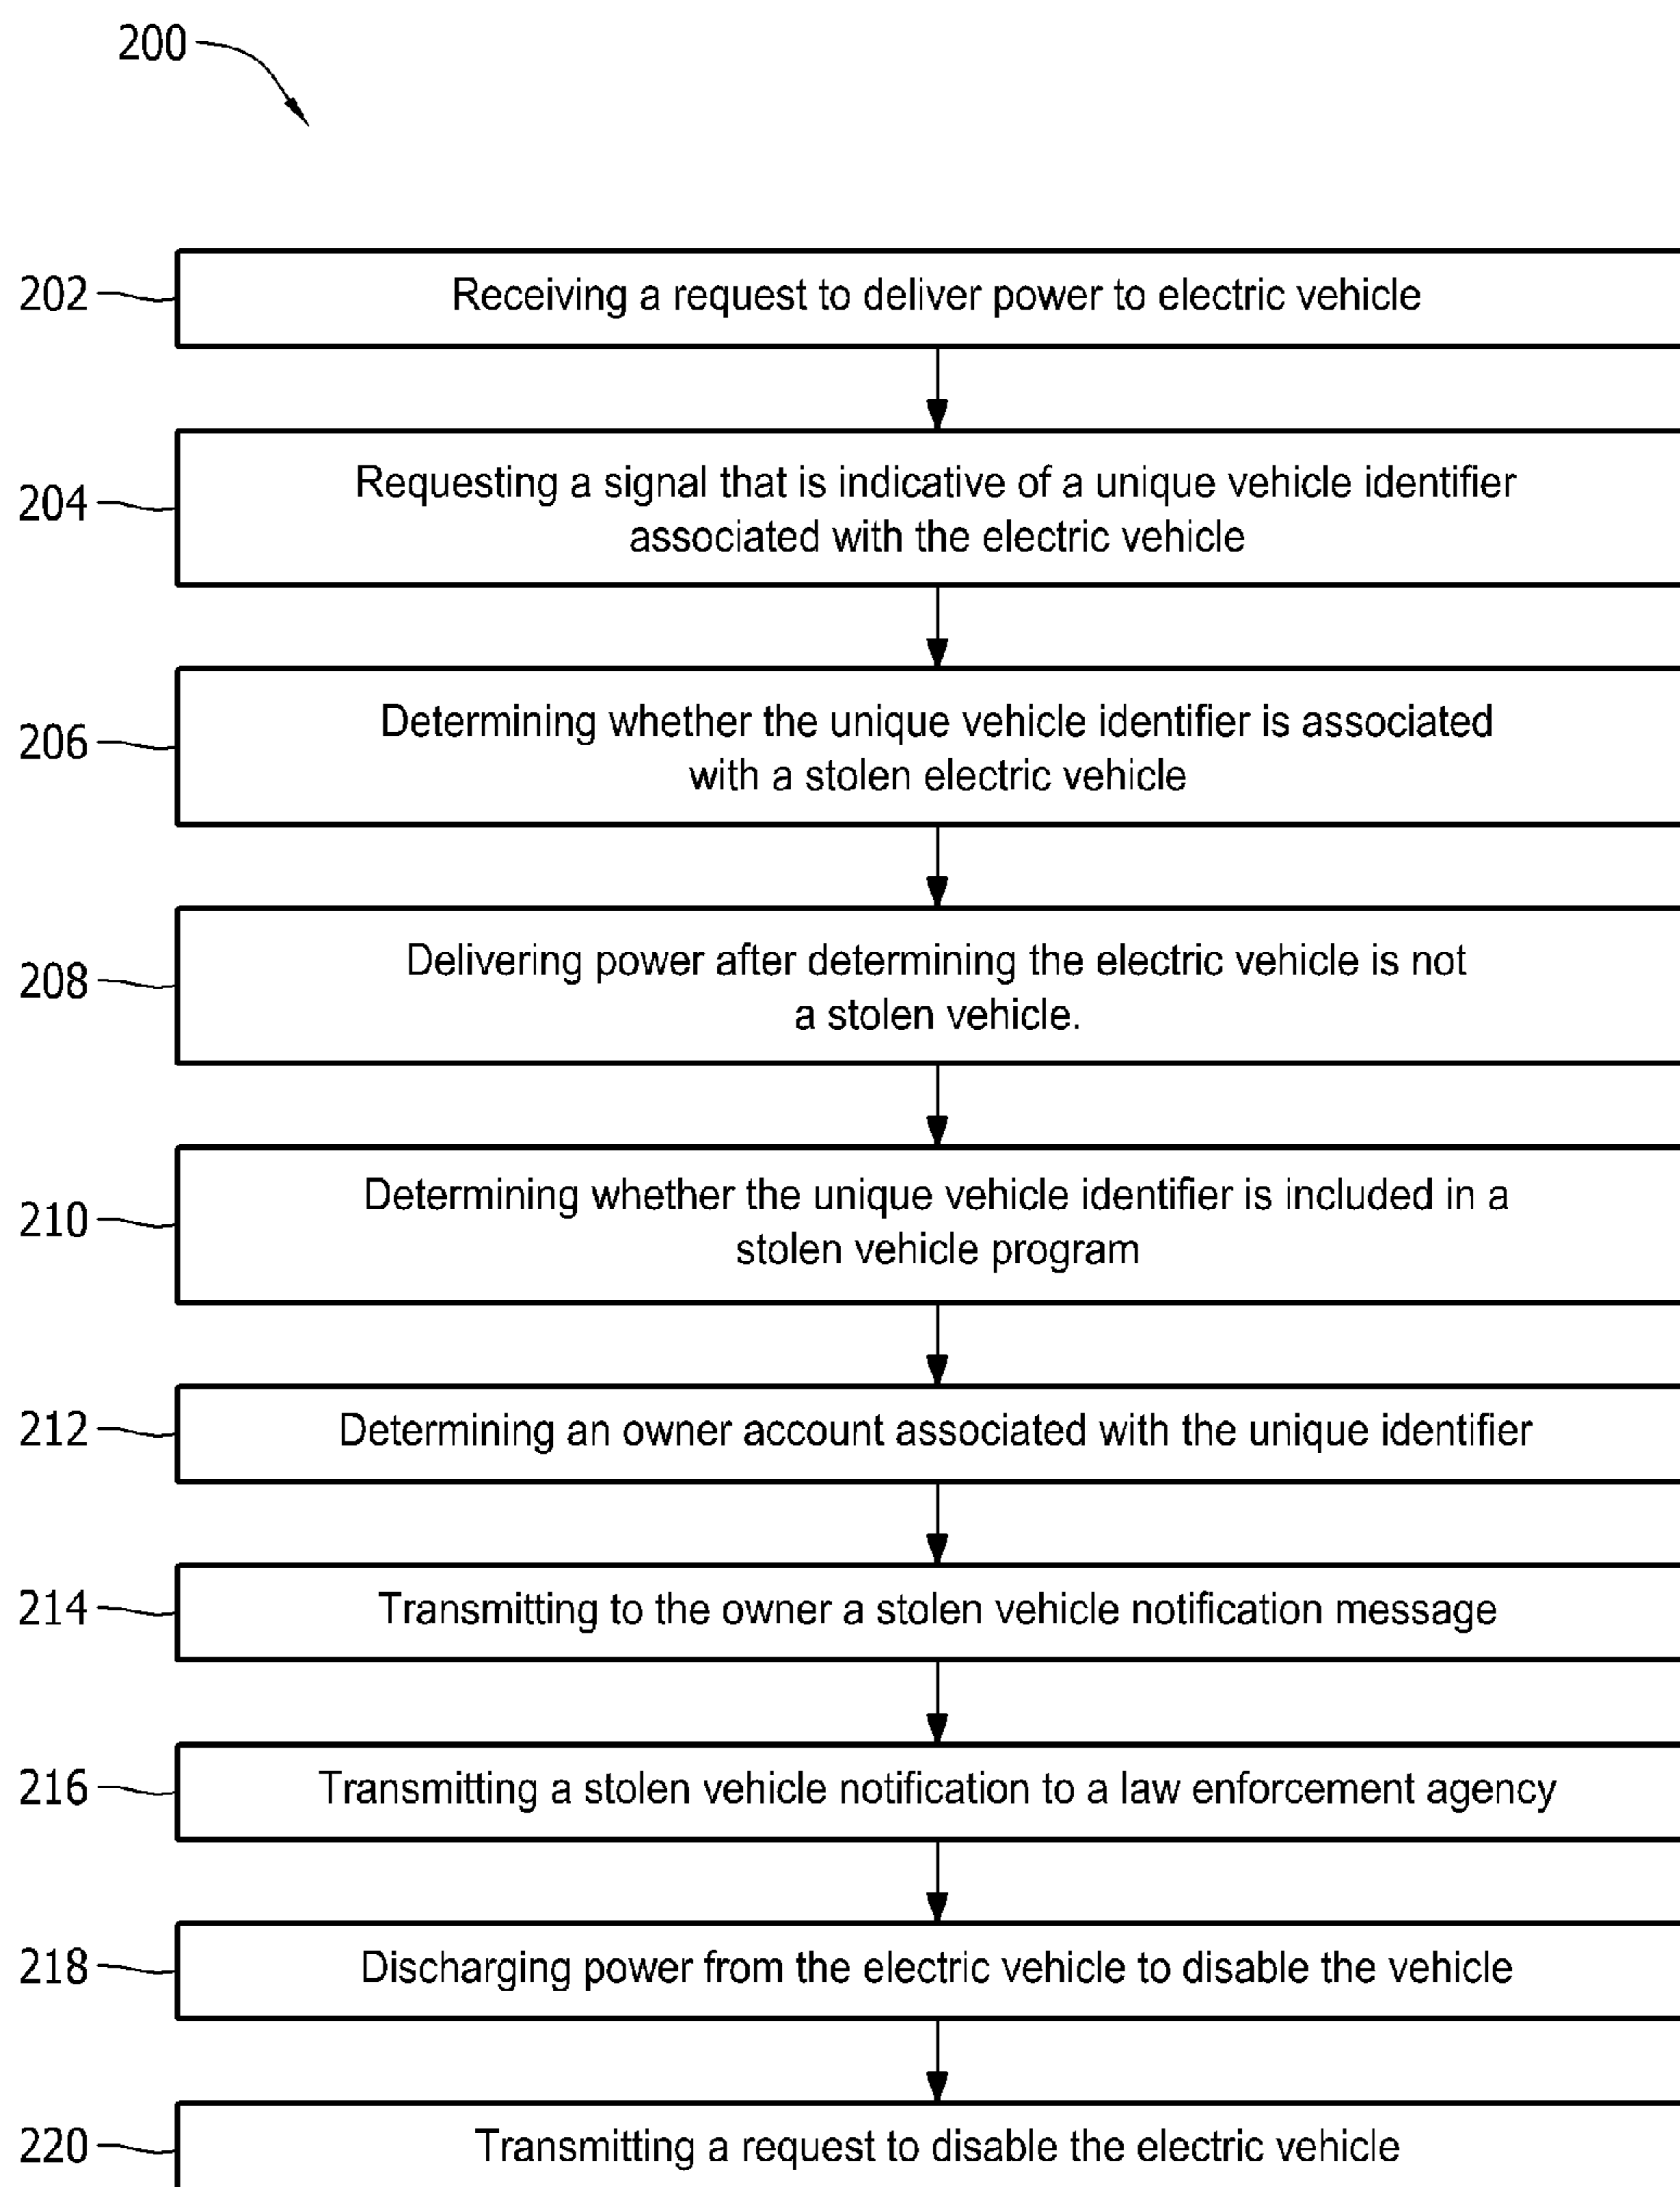 200
202
Receiving a request to deliver power to electric vehicle
204
Requesting a signal that is indicative of a unique vehicle identifier
associated with the electric vehicle
206
Determining whether the unique vehicle identifier is associated
with a stolen electric vehicle
208
Delivering power after determining the electric vehicle is not
a stolen vehicle.
210
Determining whether the unique vehicle identifier is included in a
stolen vehicle program
212
Determining an owner account associated with the unique identifier
214
Transmitting to the owner a stolen vehicle notification message
216
Transmitting a stolen vehicle notification to a law enforcement agency
218
Discharging power from the electric vehicle to disable the vehicle
220
Transmitting a request to disable the electric vehicle